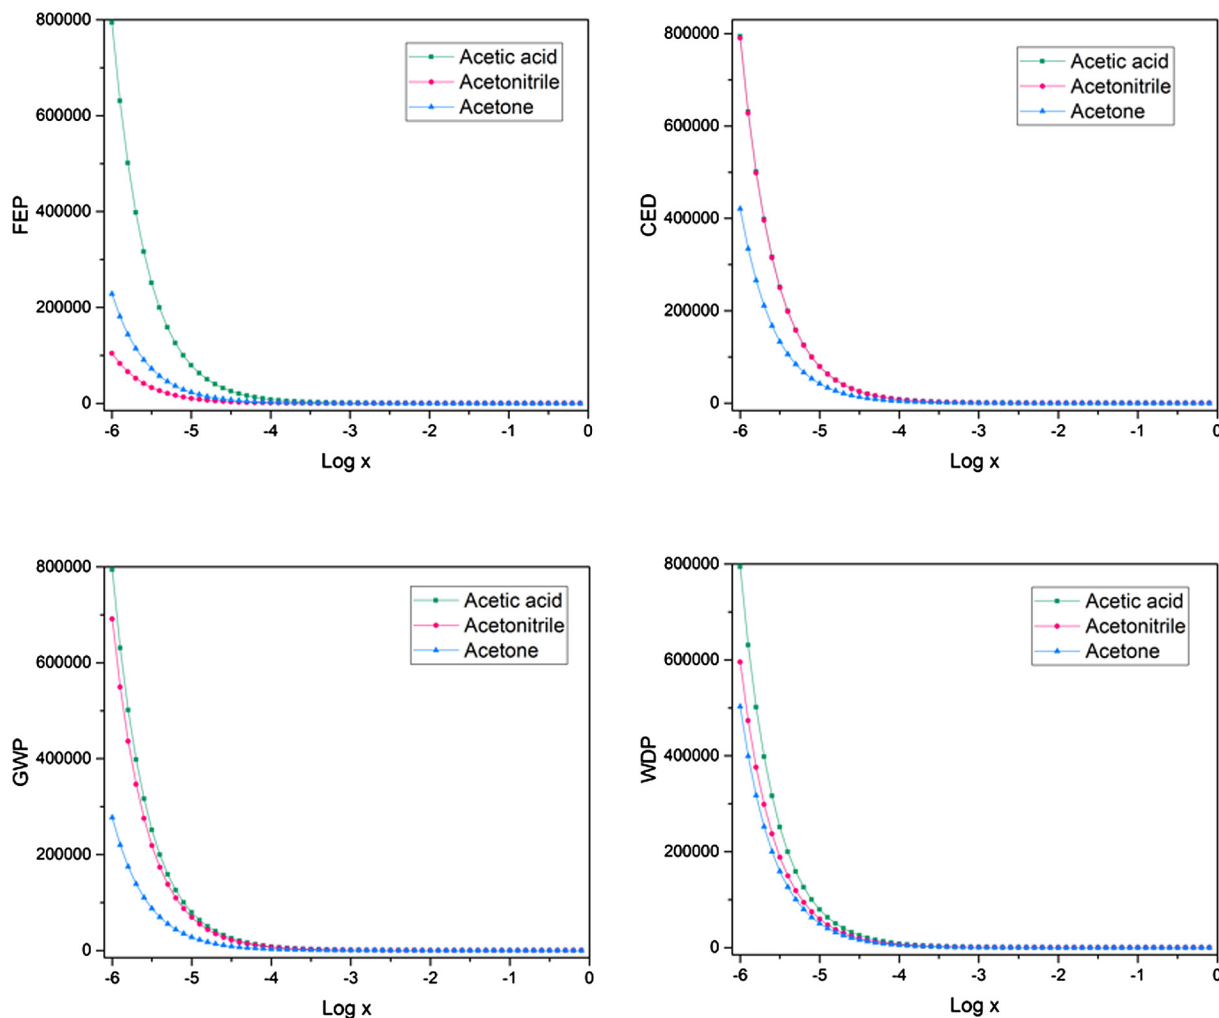 FEP
800000
600000
400000
200000
0
-6 -5 -4 -3 -2 -1 0
Log x
Acetic acid
Acetonitrile
Acetone
CED
800000
600000
400000
200000
0
-6 -5 -4 -3 -2 -1 0
Log x
Acetic acid
Acetonitrile
Acetone
GWP
800000
600000
400000
200000
0
-6 -5 -4 -3 -2 -1 0
Log x
Acetic acid
Acetonitrile
Acetone
WDP
800000
600000
400000
200000
0
-6 -5 -4 -3 -2 -1 0
Log x
Acetic acid
Acetonitrile
Acetone